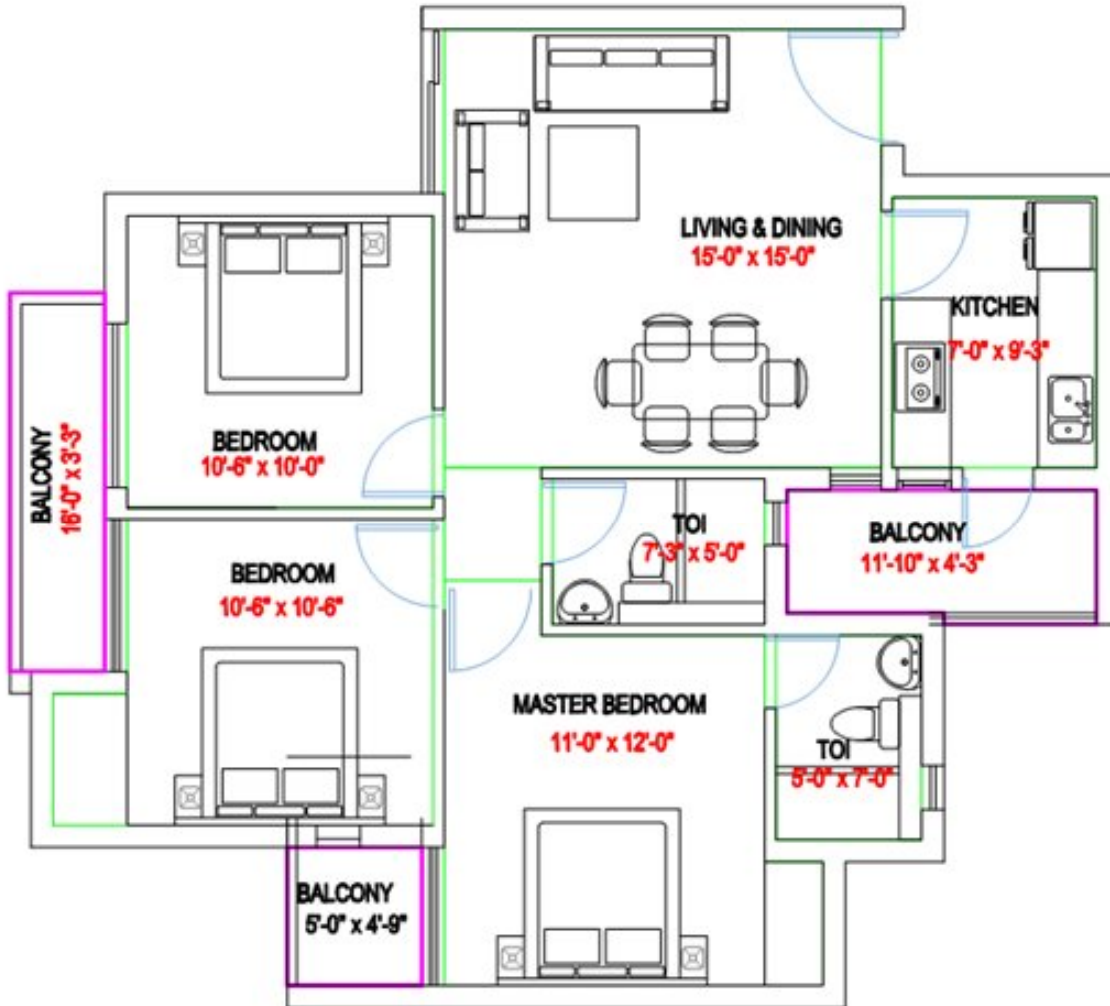 LIVING & DINING
15'-0" x 15'-0"
KITCHEN
7'-0" x 9'-3"
BEDROOM
10'-6" x 10'-0"
BALCONY
16'-0" x 3'-3"
TOI
7'-3" x 5'-0"
BALCONY
11'-10" x 4'-3"
BEDROOM
10'-6" x 10'-6"
MASTER BEDROOM
11'-0" x 12'-0"
TOI
5'-0" x 7'-0"
BALCONY
5'-0" x 4'-9"